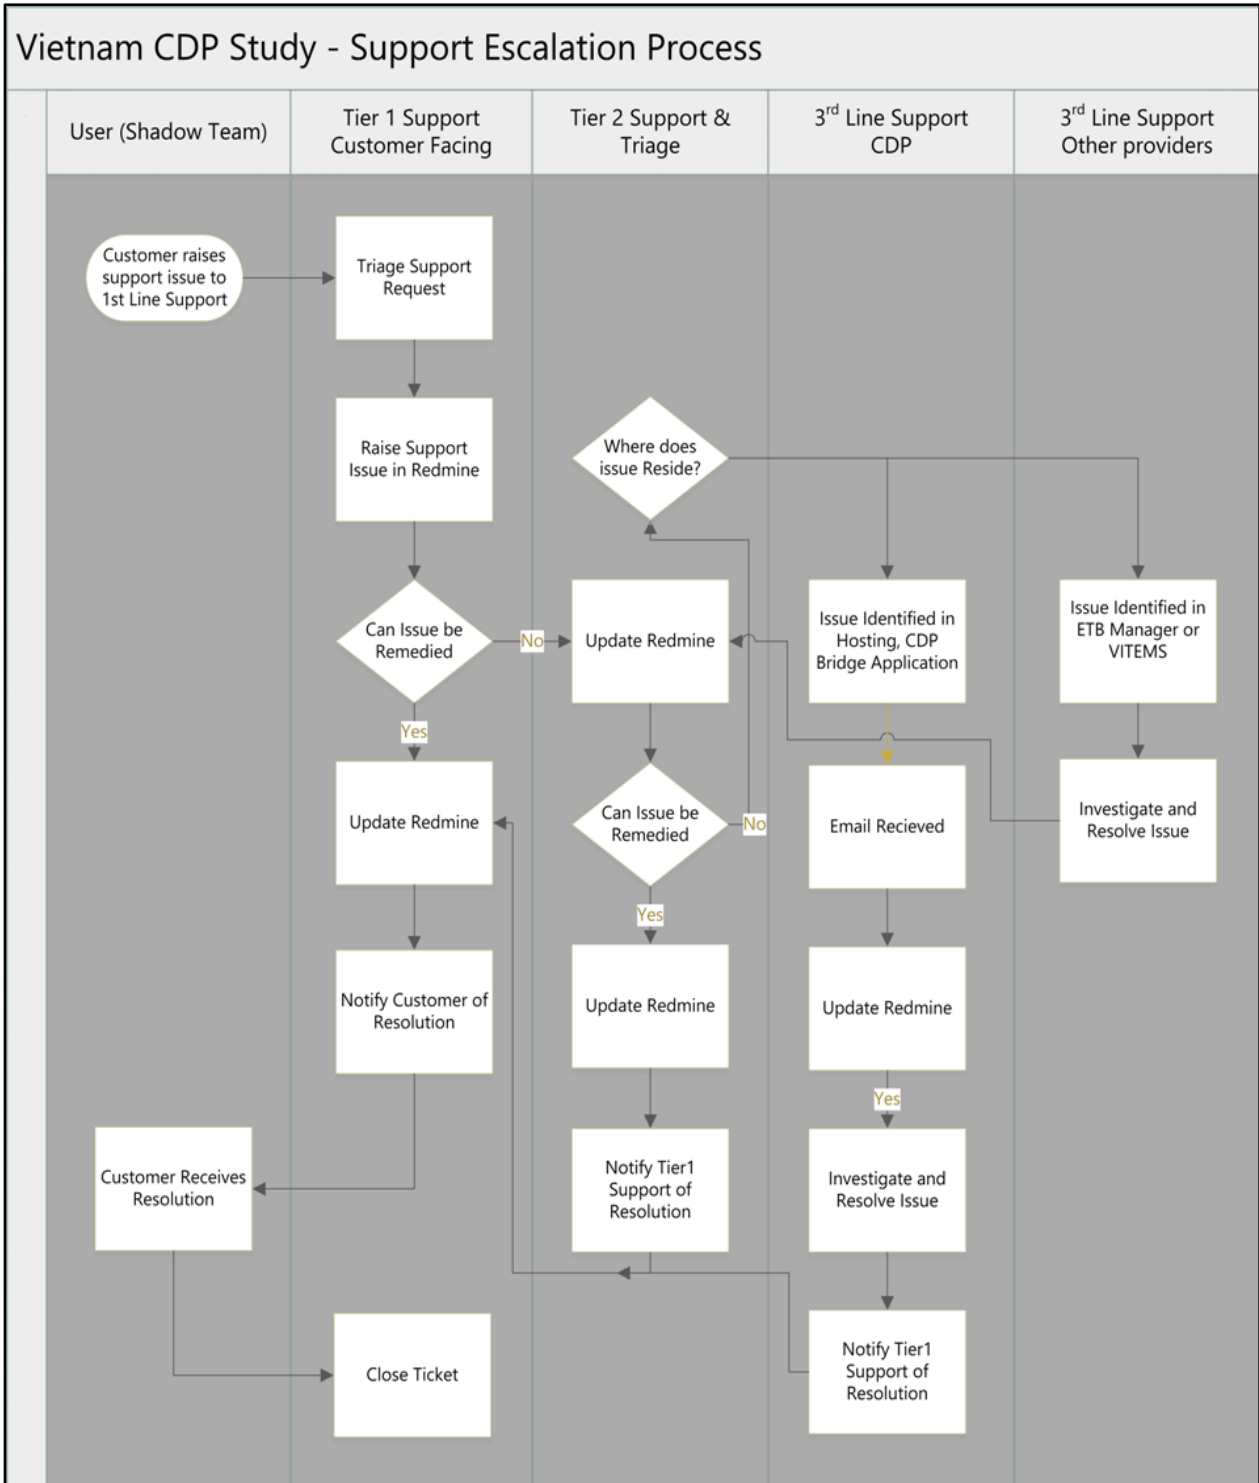 Vietnam CDP Study - Support Escalation Process
User (Shadow Team)
Tier 1 Support
Customer Facing
Tier 2 Support &
Triage
3rd Line Support
CDP
3rd Line Support
Other providers
Customer raises
support issue to
1st Line Support
Triage Support
Request
Raise Support
Issue in Redmine
Where does
issue Reside?
Can Issue be
Remedied
No
Update Redmine
Issue Identified in
Hosting, CDP
Bridge Application
Issue Identified in
ETB Manager or
VITEMS
Yes
Update Redmine
Can Issue be
Remedied
No
Email Recieved
Investigate and
Resolve Issue
Yes
Notify Customer of
Resolution
Update Redmine
Update Redmine
Yes
Customer Receives
Resolution
Notify Tier1
Support of
Resolution
Investigate and
Resolve Issue
Close Ticket
Notify Tier1
Support of
Resolution